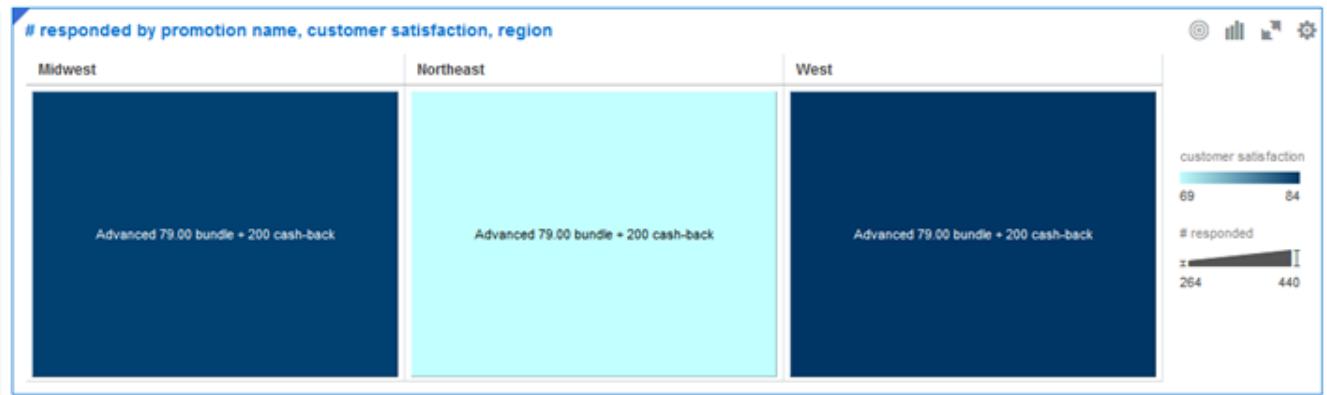 # responded by promotion name, customer satisfaction, region
Midwest
Northeast
West
Advanced 79.00 bundle + 200 cash-back
Advanced 79.00 bundle + 200 cash-back
Advanced 79.00 bundle + 200 cash-back
customer satisfaction
69 84
# responded
264 440